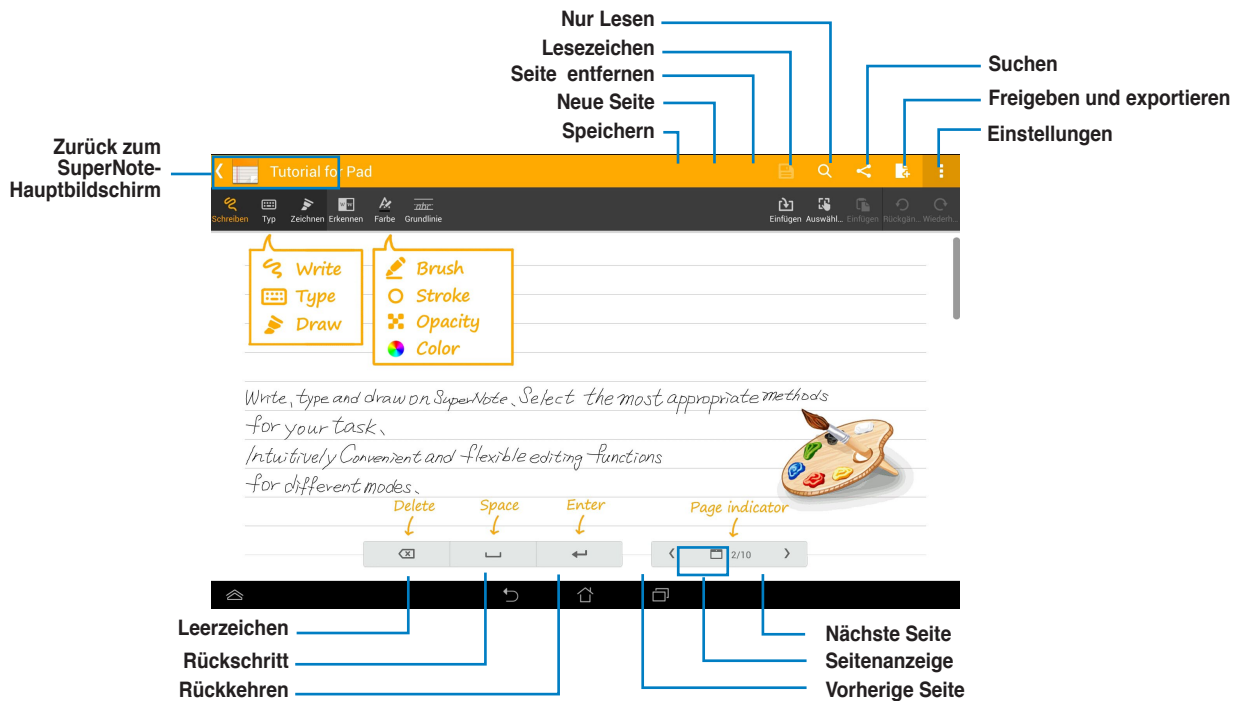 Nur Lesen
Lesezeichen
Seite entfernen
Neue Seite
Speichern
Suchen
Freigeben und exportieren
Einstellungen
Zurück zum
SuperNote-
Hauptbildschirm
Tutorial for Pad
Schreiben Typ Zeichnen Erkennen Farbe Grundlinie Einfügen Auswähl... Einfügen Rückgän... Wiederh...
abc
Write
Type
Draw
Brush
Stroke
Opacity
Color
Write, type and draw on SuperNote. Select the most appropriate methods
for your task.
Intuitively Convenient and flexible editing functions
for different modes.
Delete Space Enter Page indicator
2/10
Leerzeichen
Rückschritt
Rückkehren
Nächste Seite
Seitenanzeige
Vorherige Seite